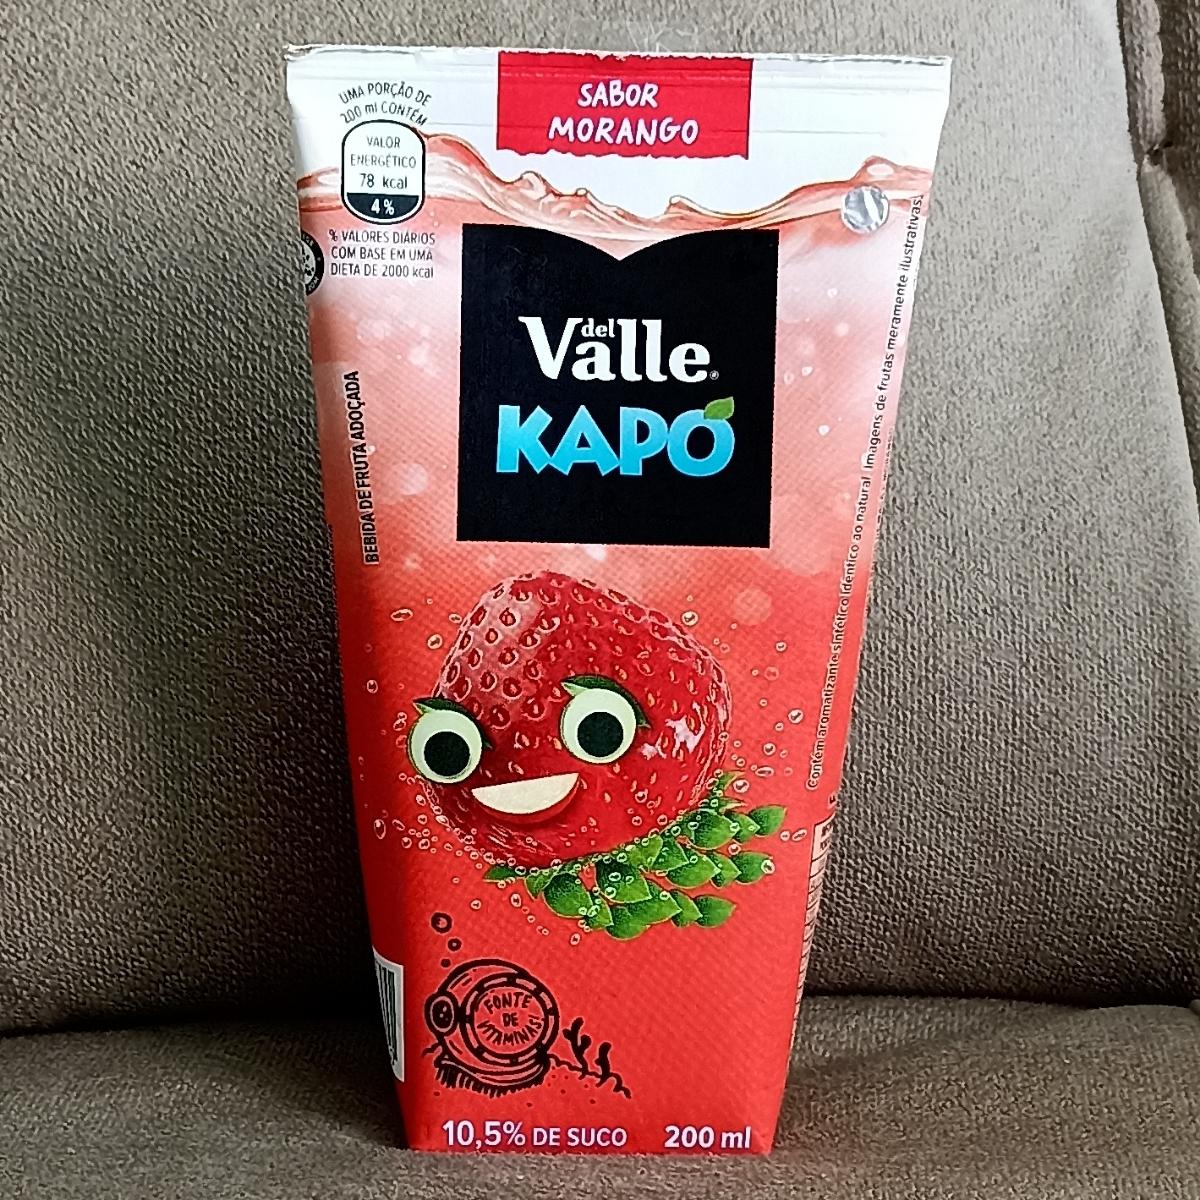 SABOR
MORANGO
UMA PORÇÃO DE
200 ml CONTÉM
VALOR
ENERGÉTICO
78 kcal
4%
% VALORES DIÁRIOS
COM BASE EM UMA
DIETA DE 2000 kcal
del
Valle®
KAPO
BEBIDA DE FRUTA ADOÇADA
Contém aromatizante sintético idêntico ao natural Imagens de frutas meramente ilustrativas.
FONTE
DE
VITAMINAS!
10,5% DE SUCO 200 ml